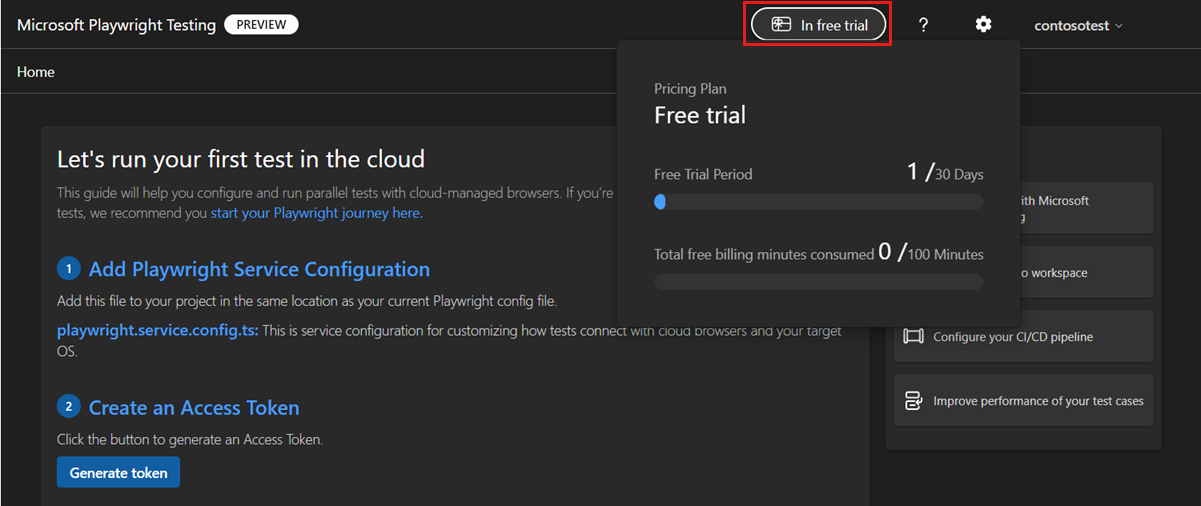 Microsoft Playwright Testing PREVIEW
In free trial
?
contosotest
Home
Pricing Plan
Free trial
Free Trial Period 1 /30 Days
Total free billing minutes consumed 0 /100 Minutes
Let's run your first test in the cloud
This guide will help you configure and run parallel tests with cloud-managed browsers. If you're
tests, we recommend you start your Playwright journey here.
1 Add Playwright Service Configuration
Add this file to your project in the same location as your current Playwright config file.
playwright.service.config.ts: This is service configuration for customizing how tests connect with cloud browsers and your target
OS.
2 Create an Access Token
Click the button to generate an Access Token.
Generate token
Microsoft
workspace
Configure your CI/CD pipeline
Improve performance of your test cases